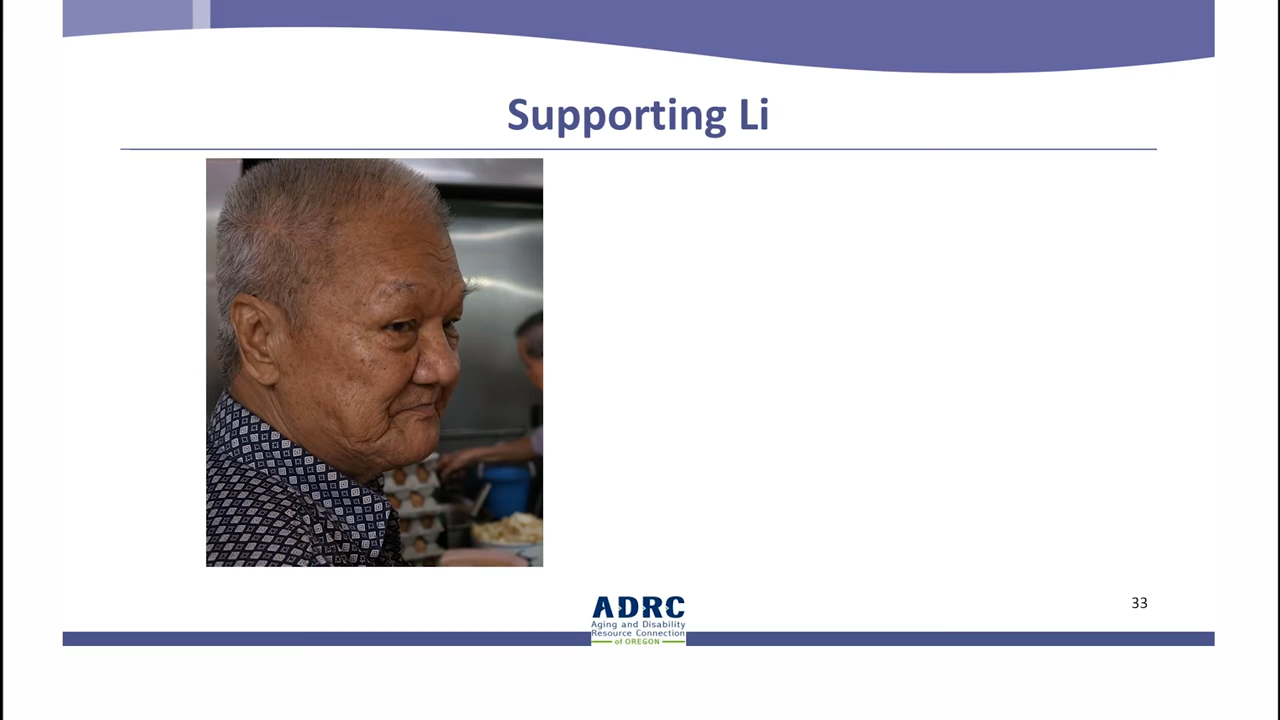 Supporting Li
33
ADRC
Aging and Disability
Resource Connection
of OREGON